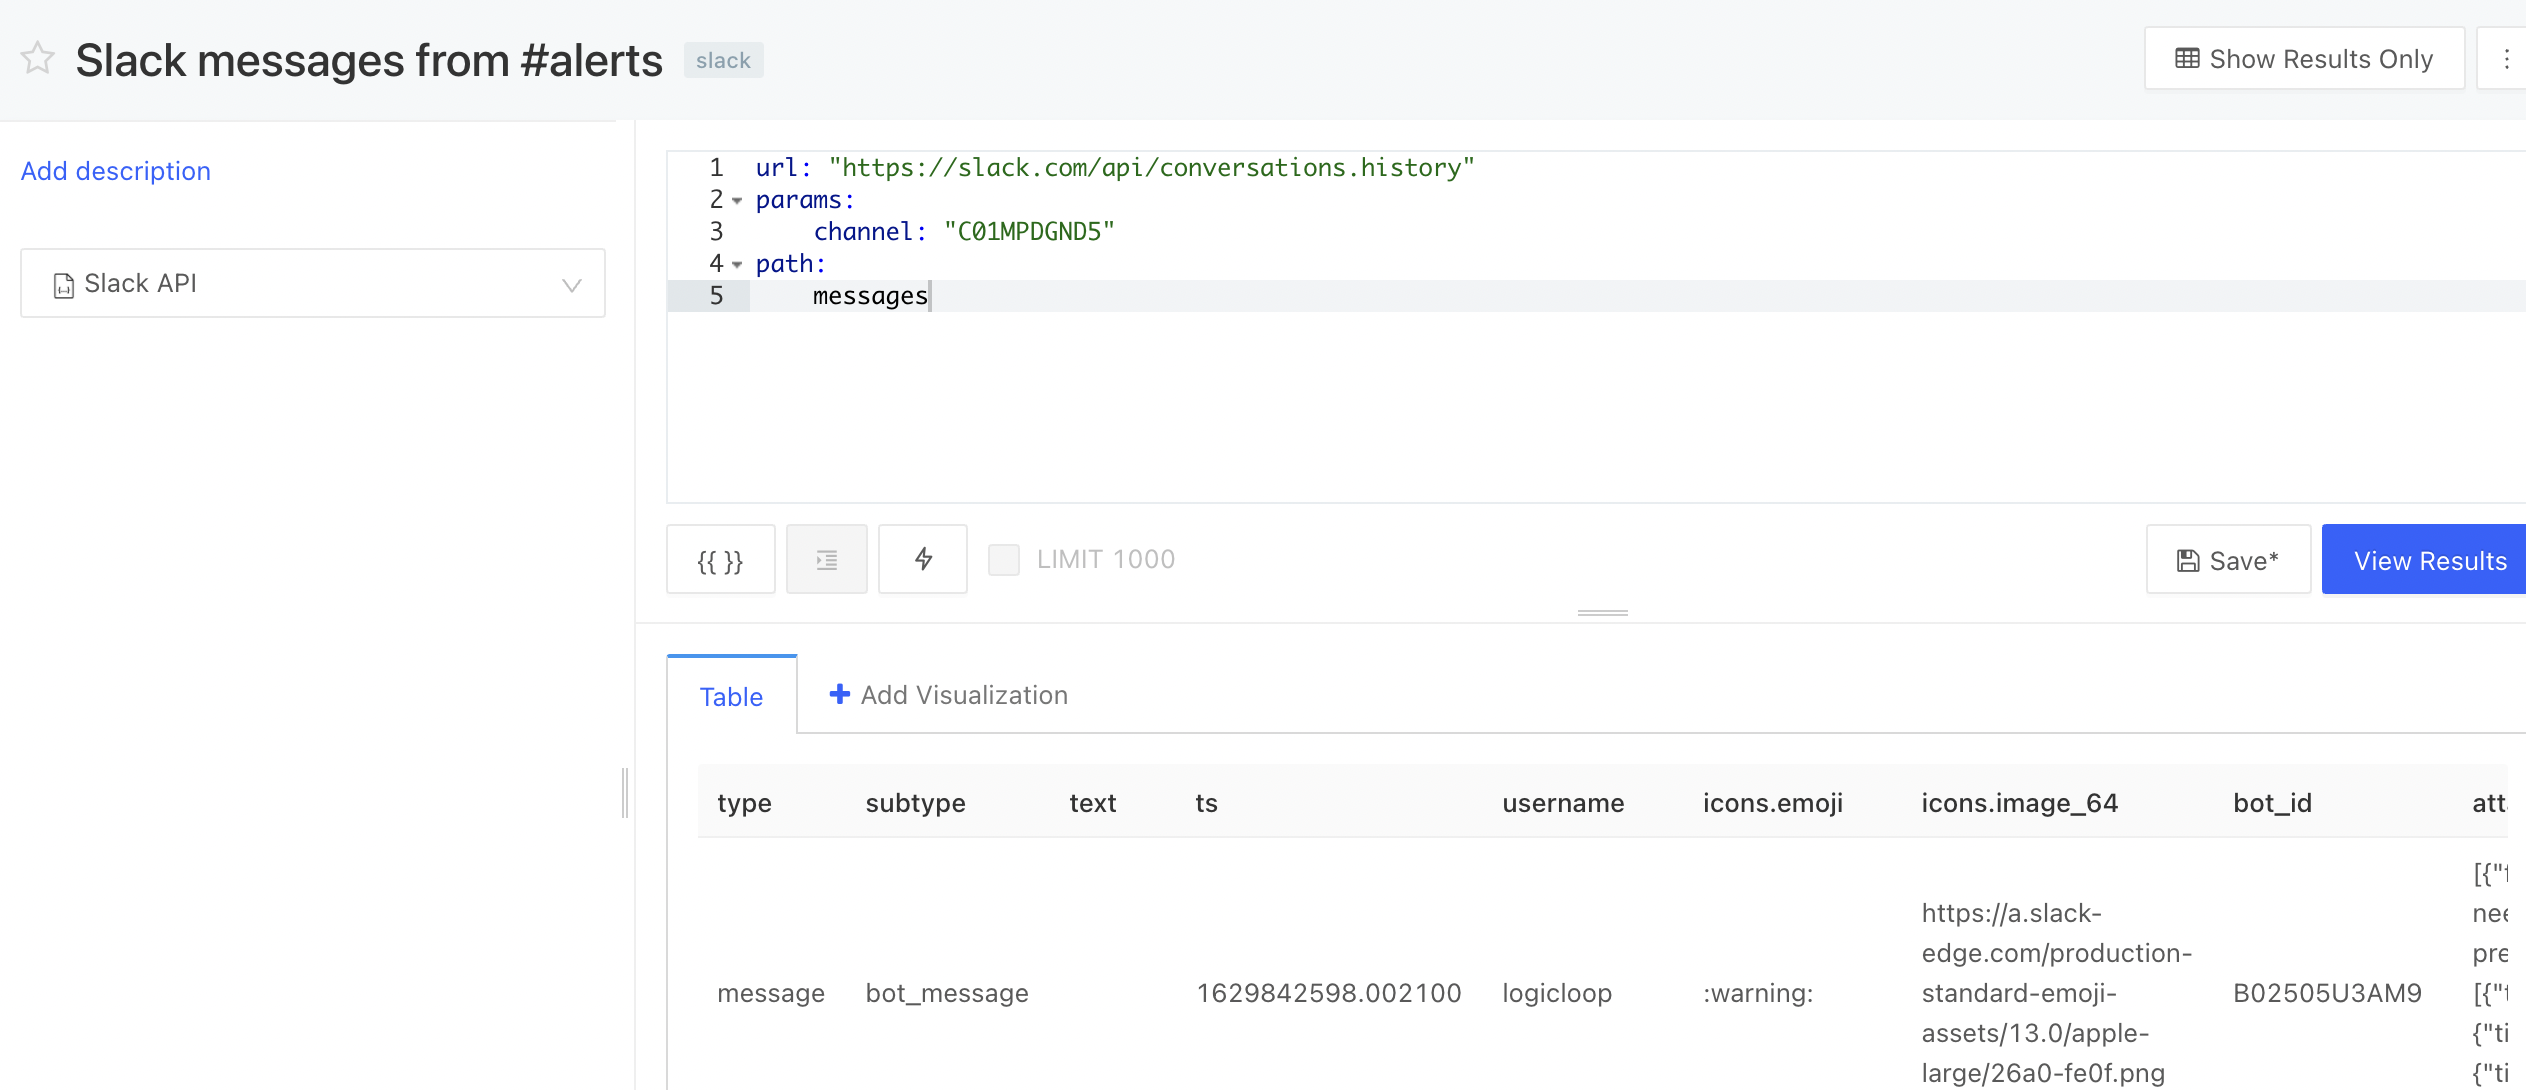 Slack messages from #alerts slack
Show Results Only
Add description
Slack API
1 url: "https://slack.com/api/conversations.history"
2 params:
3     channel: "C01MPDGND5"
4 path:
5     messages
{{ }} LIMIT 1000
Save* View Results
Table Add Visualization
type subtype text ts username icons.emoji icons.image_64 bot_id
message bot_message 1629842598.002100 logicloop :warning:
https://a.slack-
edge.com/production-
standard-emoji-
assets/13.0/apple-
large/26a0-fe0f.png
B02505U3AM9
[{"
[{"
{"ti
{"ti